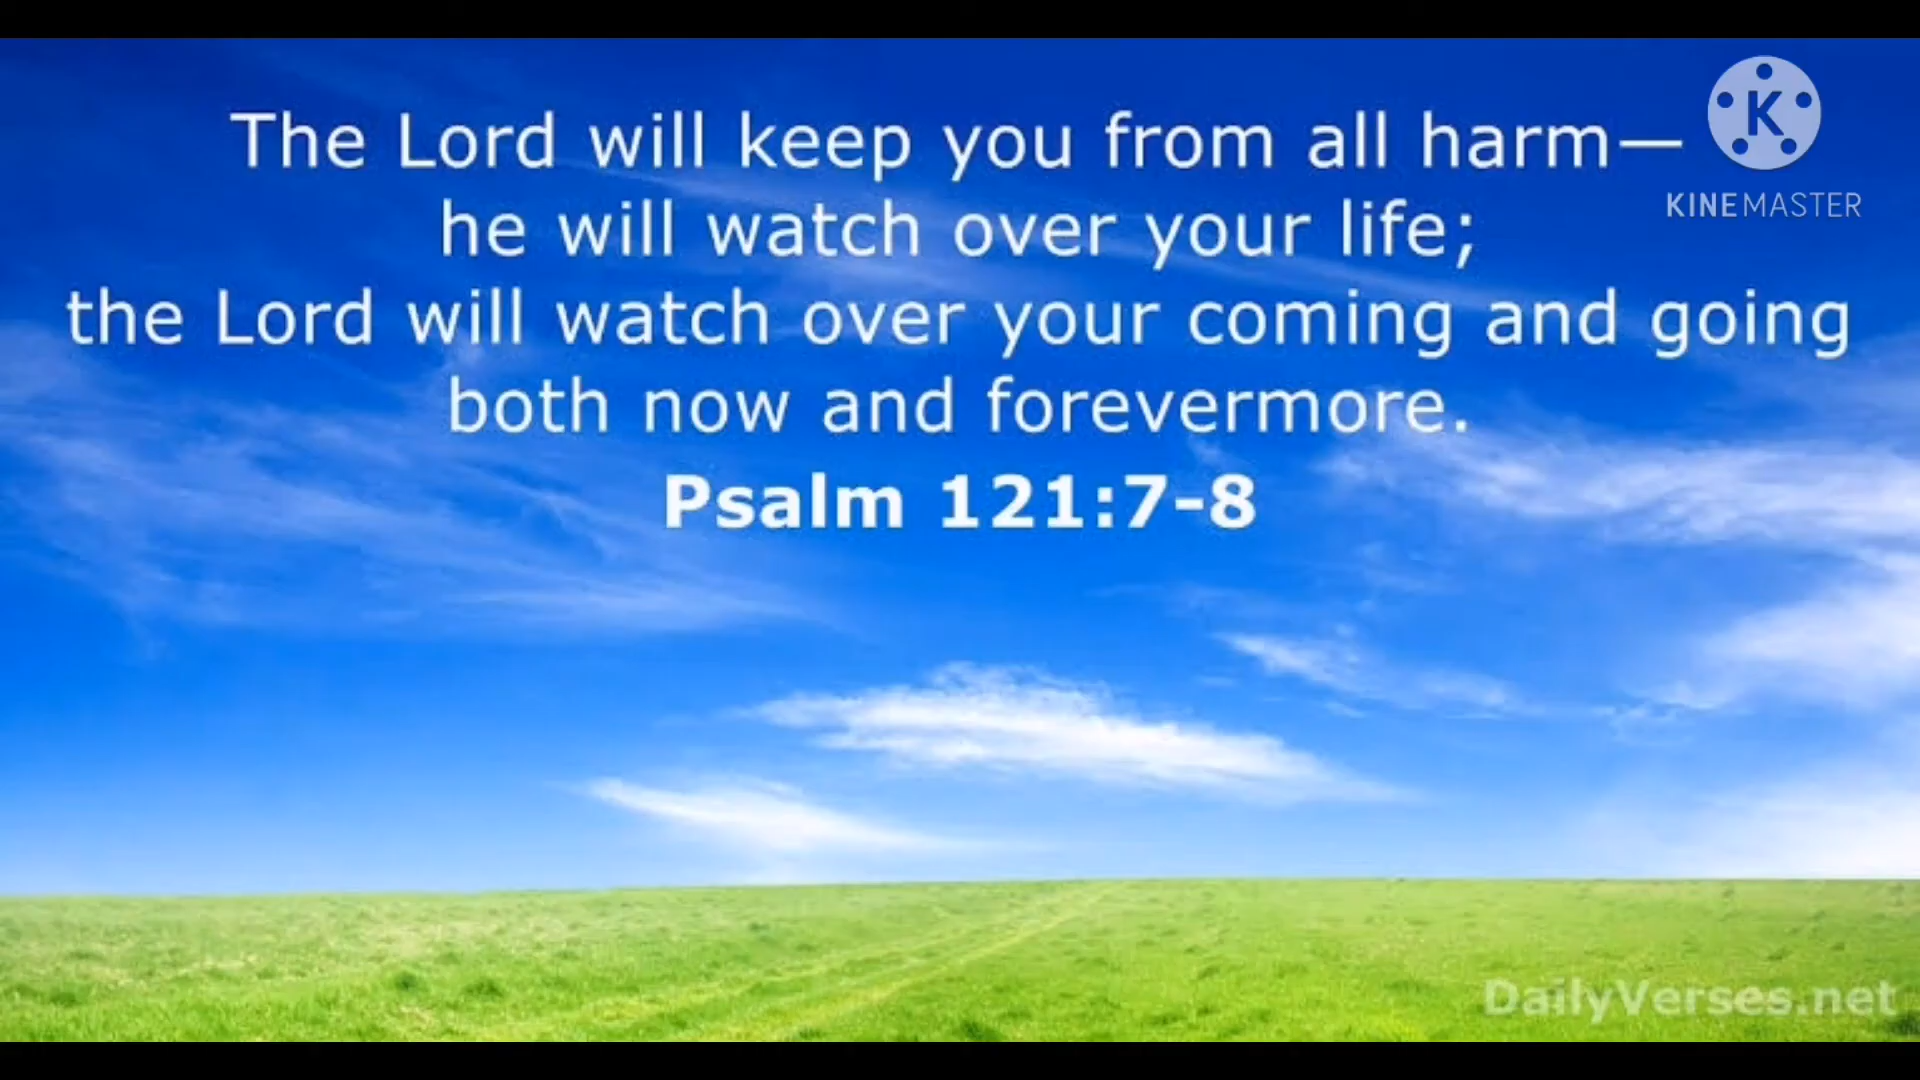 The Lord will keep you from all harm—
he will watch over your life;
the Lord will watch over your coming and going
both now and forevermore.
Psalm 121:7-8
K
KINEMASTER
DailyVerses.net